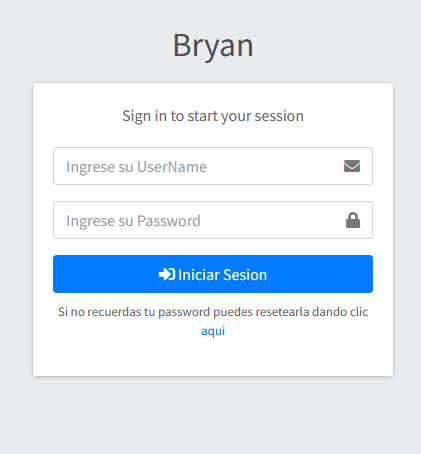 Bryan
Sign in to start your session
Ingrese su UserName
Ingrese su Password
Iniciar Sesion
Si no recuerdas tu password puedes resetearla dando clic
aqui